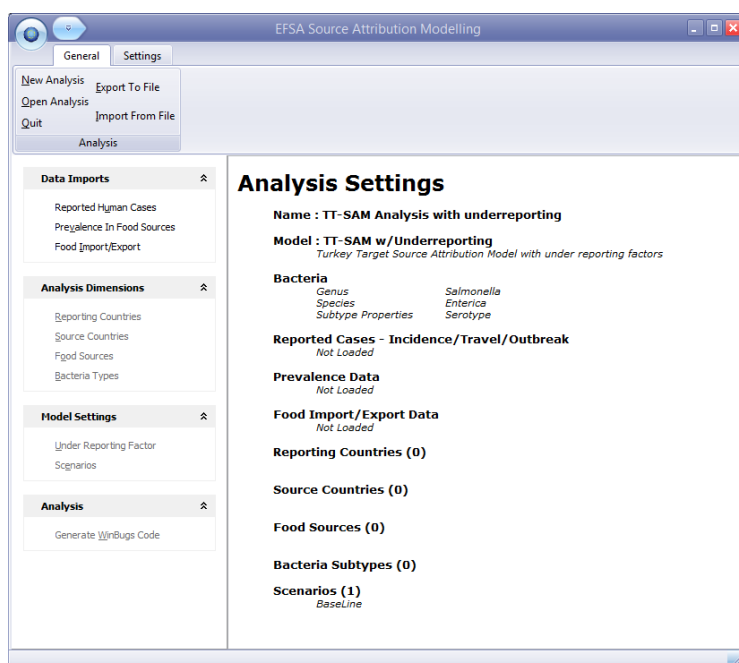 EFSA Source Attribution Modelling
General Settings
New Analysis Export To File
Open Analysis
Quit Import From File
Analysis
Data Imports
Reported Human Cases
Prevalence In Food Sources
Food Import/Export
Analysis Dimensions
Reporting Countries
Source Countries
Food Sources
Bacteria Types
Model Settings
Under Reporting Factor
Scenarios
Analysis
Generate WinBugs Code
Analysis Settings
Name : TT-SAM Analysis with underreporting
Model : TT-SAM w/Underreporting
Turkey Target Source Attribution Model with under reporting factors
Bacteria
Genus Salmonella
Species Enterica
Subtype Properties Serotype
Reported Cases - Incidence/Travel/Outbreak
Not Loaded
Prevalence Data
Not Loaded
Food Import/Export Data
Not Loaded
Reporting Countries (0)
Source Countries (0)
Food Sources (0)
Bacteria Subtypes (0)
Scenarios (1)
BaseLine